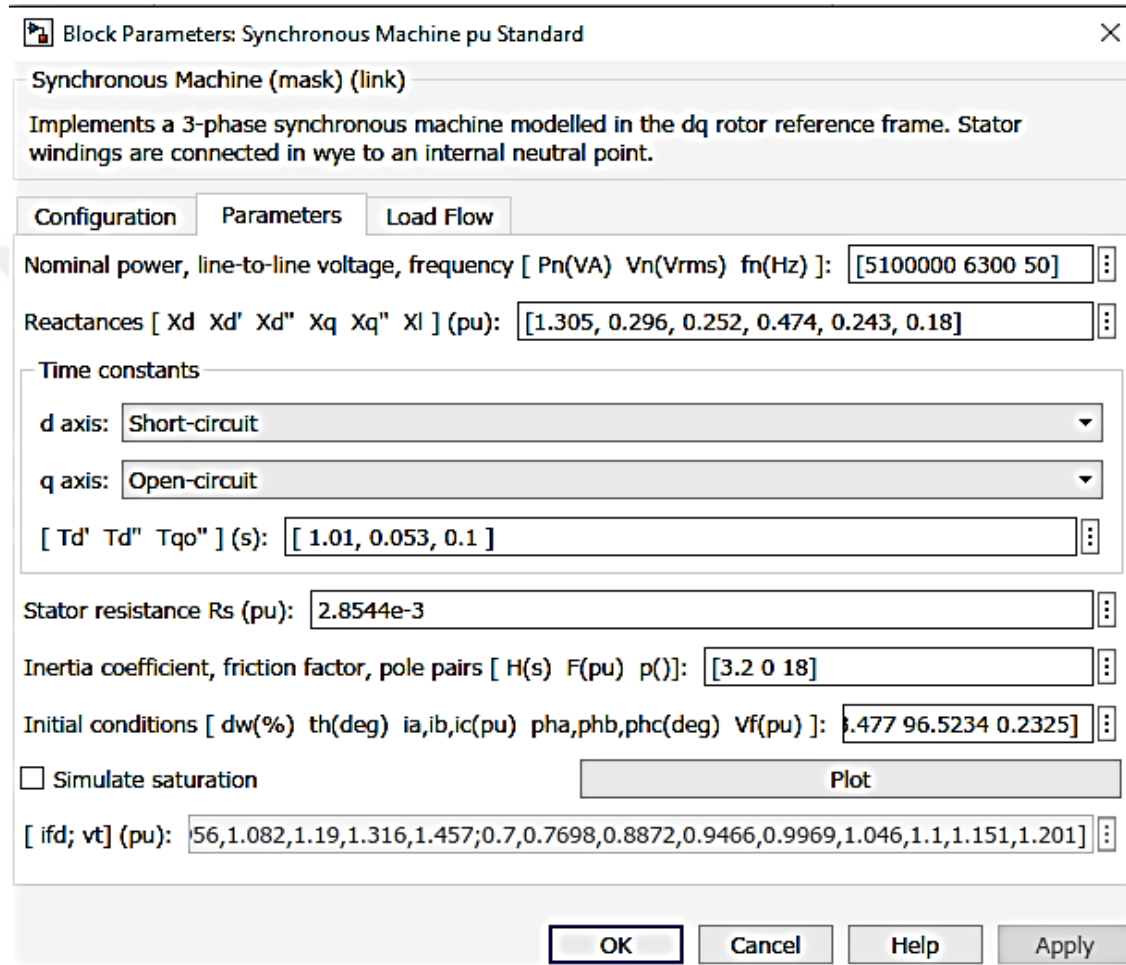 Block Parameters: Synchronous Machine pu Standard
Synchronous Machine (mask) (link)
Implements a 3-phase synchronous machine modelled in the dq rotor reference frame. Stator
windings are connected in wye to an internal neutral point.
Configuration Parameters Load Flow
Nominal power, line-to-line voltage, frequency [ Pn(VA) Vn(Vrms) fn(Hz) ]: [5100000 6300 50]
Reactances [ Xd Xd' Xd'' Xq Xq'' Xl ] (pu): [1.305, 0.296, 0.252, 0.474, 0.243, 0.18]
Time constants
d axis: Short-circuit
q axis: Open-circuit
[ Td' Td'' Tqo'' ] (s): [ 1.01, 0.053, 0.1 ]
Stator resistance Rs (pu): 2.8544e-3
Inertia coefficient, friction factor, pole pairs [ H(s) F(pu) p()]: [3.2 0 18]
Initial conditions [ dw(%) th(deg) ia,ib,ic(pu) pha,phb,phc(deg) Vf(pu) ]: .477 96.5234 0.2325]
Simulate saturation Plot
[ ifd; vt] (pu): 56,1.082,1.19,1.316,1.457;0.7,0.7698,0.8872,0.9466,0.9969,1.046,1.1,1.151,1.201]
OK Cancel Help Apply